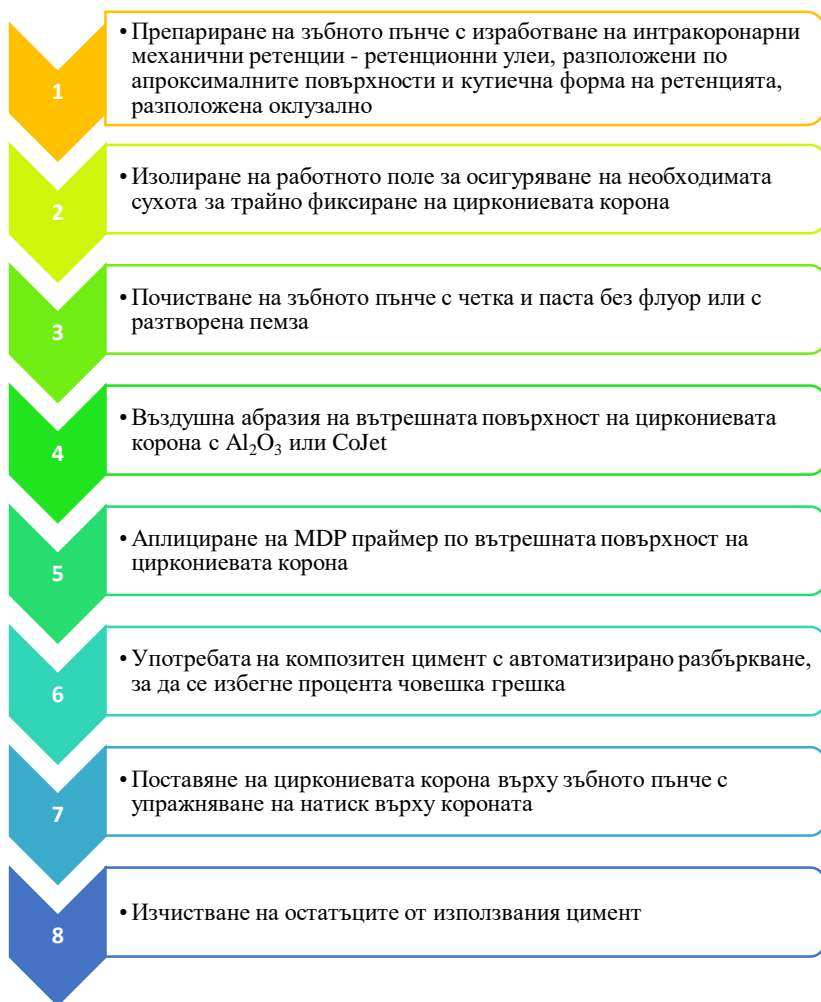 1
• Препариране на зъбното пънче с изработване на интракоронарни
механични ретенции - ретенционни улеи, разположени по
апроксималните повърхности и кутиечна форма на ретенцията,
разположена оклузално
2
• Изолиране на работното поле за осигуряване на необходимата
сухота за трайно фиксиране на циркониевата корона
3
• Почистване на зъбното пънче с четка и паста без флуор или с
разтворена пемза
4
• Въздушна абразия на вътрешната повърхност на циркониевата
корона с Al₂O₃ или CoJet
5
• Аплициране на MDP праймер по вътрешната повърхност на
циркониевата корона
6
• Употребата на композитен цимент с автоматизирано разбъркване,
за да се избегне процента човешка грешка
7
• Поставяне на циркониевата корона върху зъбното пънче с
упражняване на натиск върху короната
8
• Изчистване на остатъците от използвания цимент